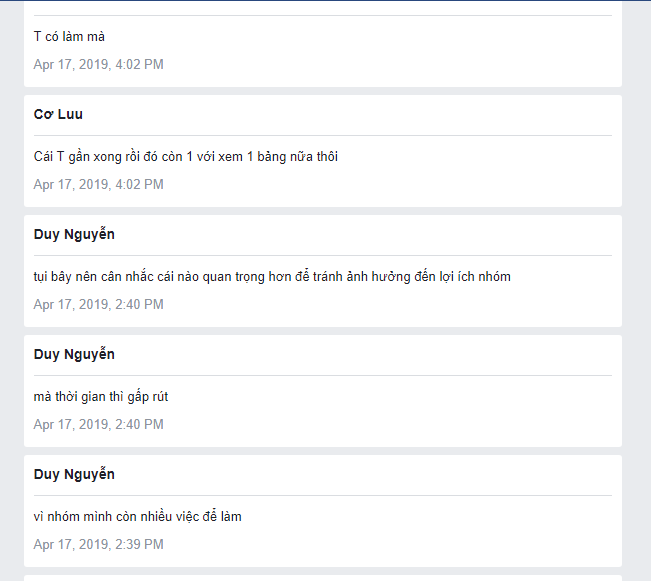 T có làm mà
Apr 17, 2019, 4:02 PM
Cơ Luu
Cái T gần xong rồi đó còn 1 với xem 1 bảng nữa thôi
Apr 17, 2019, 4:02 PM
Duy Nguyễn
tụi bây nên cân nhắc cái nào quan trọng hơn để tránh ảnh hưởng đến lợi ích nhóm
Apr 17, 2019, 2:40 PM
Duy Nguyễn
mà thời gian thì gấp rút
Apr 17, 2019, 2:40 PM
Duy Nguyễn
vì nhóm mình còn nhiều việc để làm
Apr 17, 2019, 2:39 PM